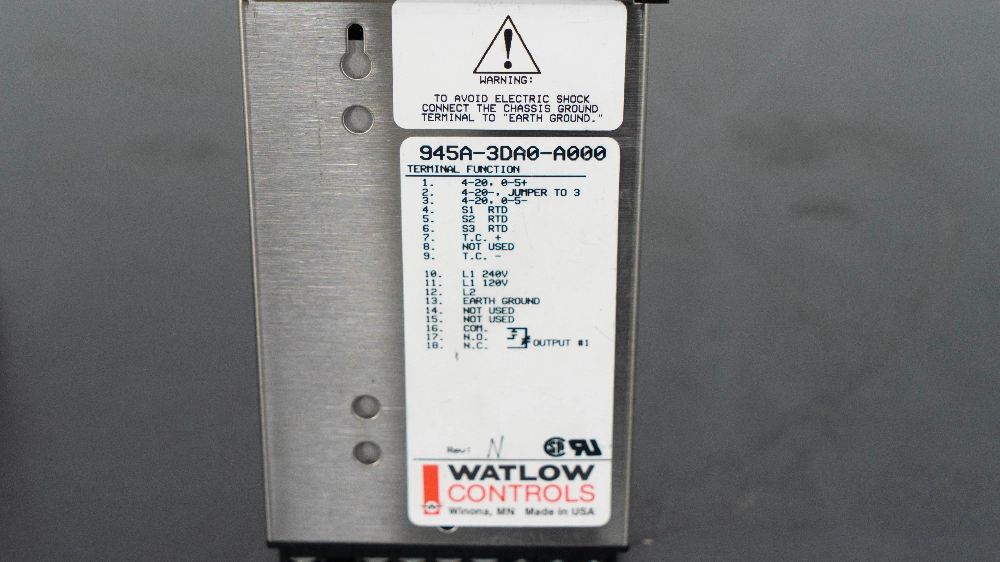 WARNING:
TO AVOID ELECTRIC SHOCK
CONNECT THE CHASSIS GROUND
TERMINAL TO "EARTH GROUND."
945A-3DA0-A000
TERMINAL FUNCTION
1. 4-20, 0-5+
2. 4-20-, JUMPER TO 3
3. 4-20, 0-5-
4. S1 RTD
5. S2 RTD
6. S3 RTD
7. T.C. +
8. NOT USED
9. T.C. -
10. L1 240V
11. L1 120V
12. L2
13. EARTH GROUND
14. NOT USED
15. NOT USED
16. COM.
17. N.O.
18. N.C. OUTPUT #1
Rev: N
WATLOW
CONTROLS
Winona, MN Made in USA